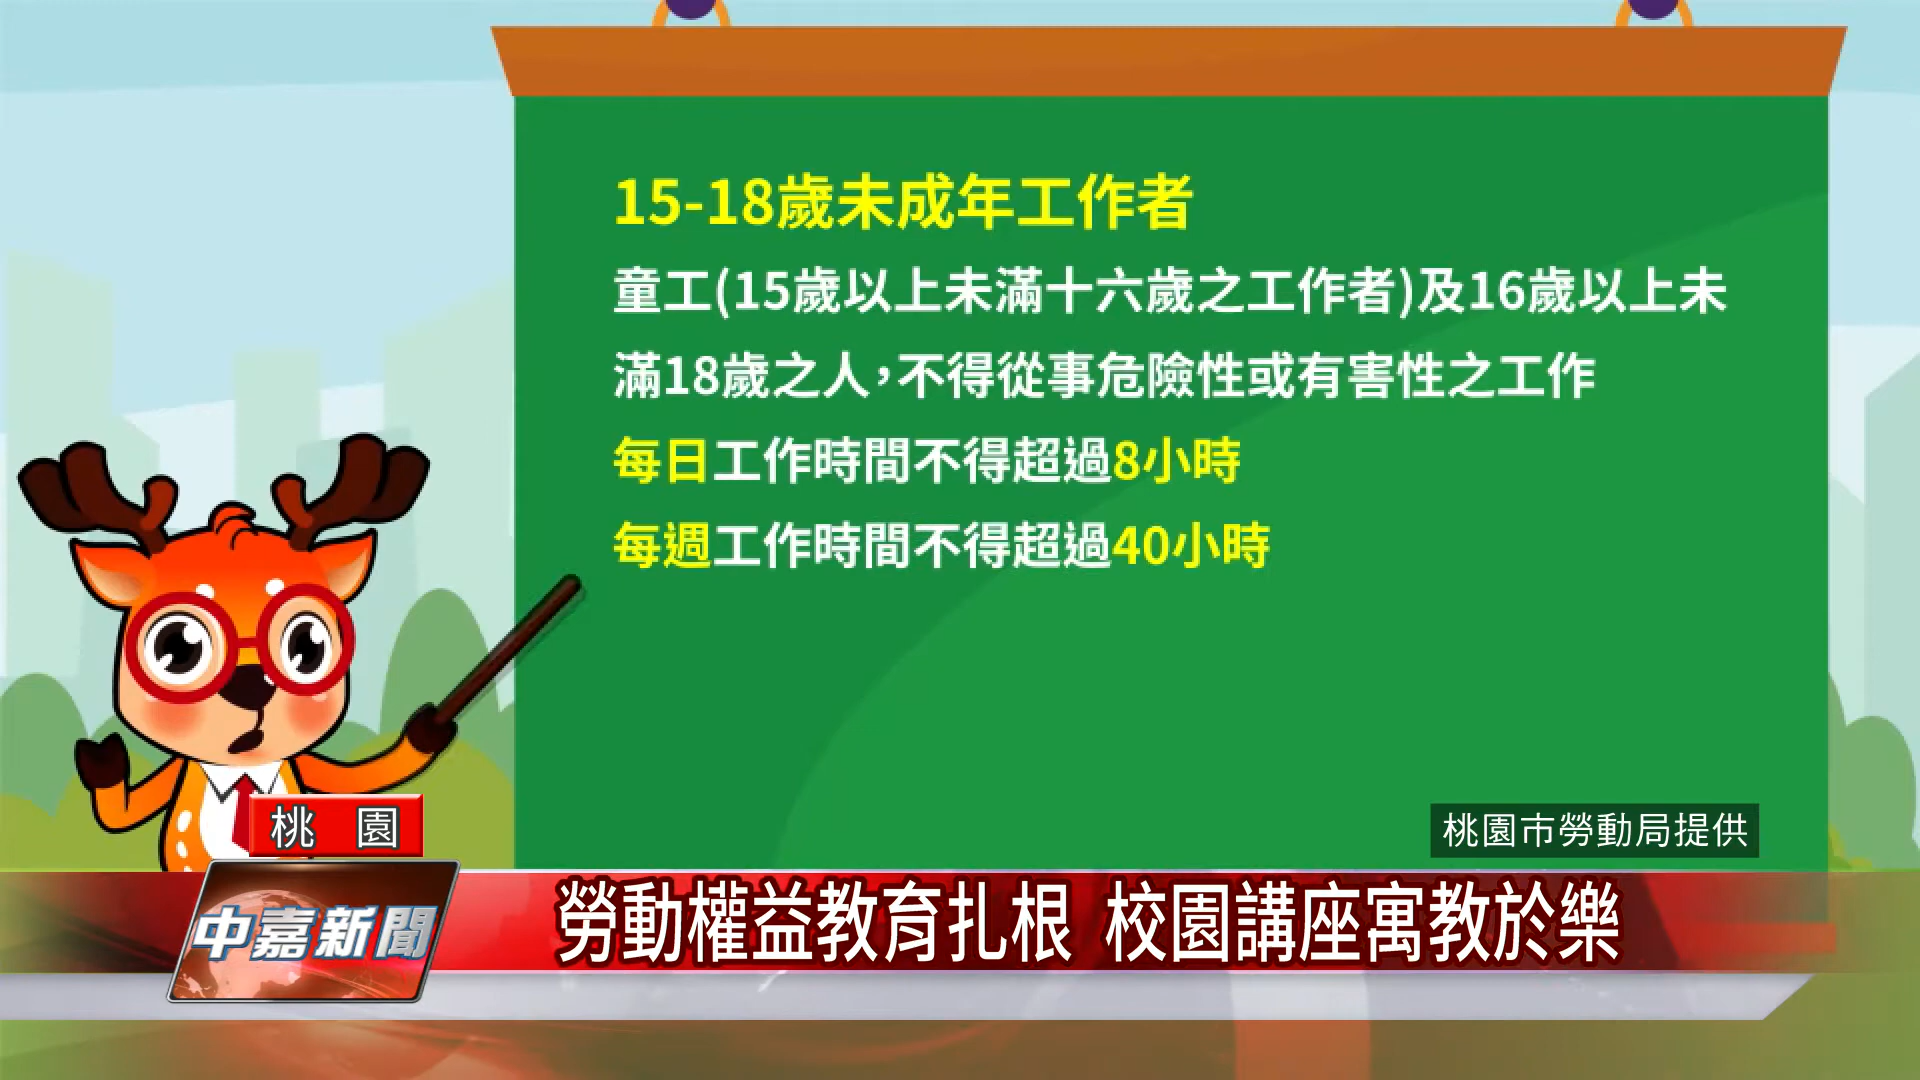 15-18歲未成年工作者
童工(15歲以上未滿十六歲之工作者)及16歲以上未
滿18歲之人,不得從事危險性或有害性之工作
每日工作時間不得超過8小時
每週工作時間不得超過40小時
桃園
桃園市勞動局提供
中嘉新聞
勞動權益教育扎根 校園講座寓教於樂